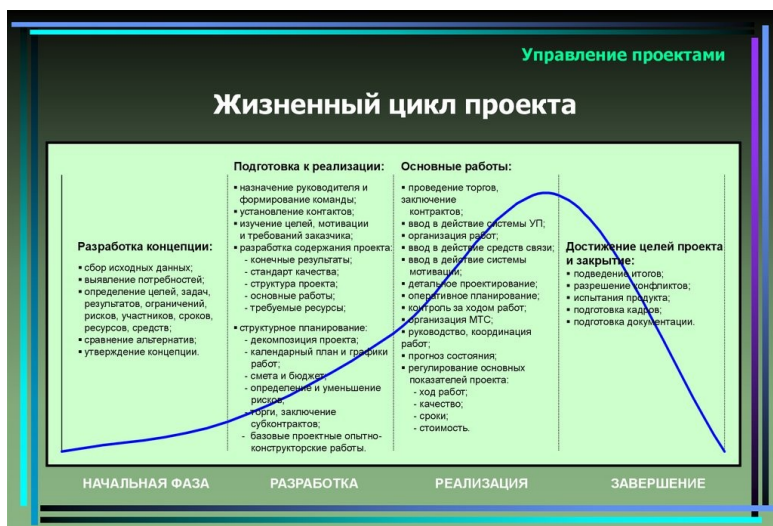 Управление проектами
Жизненный цикл проекта
Разработка концепции:
▪ сбор исходных данных;
▪ выявление потребностей;
▪ определение целей, задач,
результатов, ограничений,
рисков, участников, сроков,
ресурсов, средств;
▪ сравнение альтернатив;
▪ утверждение концепции.
Подготовка к реализации:
▪ назначение руководителя и
формирование команды;
▪ установление контактов;
▪ изучение целей, мотивации
и требований заказчика;
▪ разработка содержания проекта:
- конечные результаты;
- стандарт качества;
- структура проекта;
- основные работы;
- требуемые ресурсы;
▪ структурное планирование:
- декомпозиция проекта;
- календарный план и графики
работ;
- смета и бюджет;
- определение и уменьшение
рисков;
- торги, заключение
субконтрактов;
- базовые проектные опытно-
конструкторские работы.
Основные работы:
▪ проведение торгов,
заключение
контрактов;
▪ ввод в действие системы УП;
▪ организация работ;
▪ ввод в действие средств связи;
▪ ввод в действие системы
мотивации;
▪ детальное проектирование;
▪ оперативное планирование;
▪ контроль за ходом работ;
▪ организация МТС;
▪ руководство, координация
работ;
▪ прогноз состояния;
▪ регулирование основных
показателей проекта:
- ход работ;
- качество;
- сроки;
- стоимость.
Достижение целей проекта
и закрытие:
▪ подведение итогов;
▪ разрешение конфликтов;
▪ испытания продукта;
▪ подготовка кадров;
▪ подготовка документации.
НАЧАЛЬНАЯ ФАЗА
РАЗРАБОТКА
РЕАЛИЗАЦИЯ
ЗАВЕРШЕНИЕ